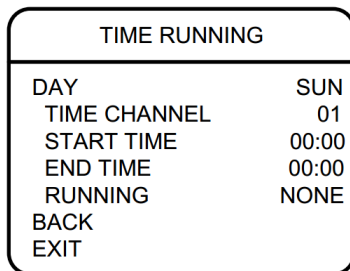 TIME RUNNING
DAY SUN
TIME CHANNEL 01
START TIME 00:00
END TIME 00:00
RUNNING NONE
BACK
EXIT